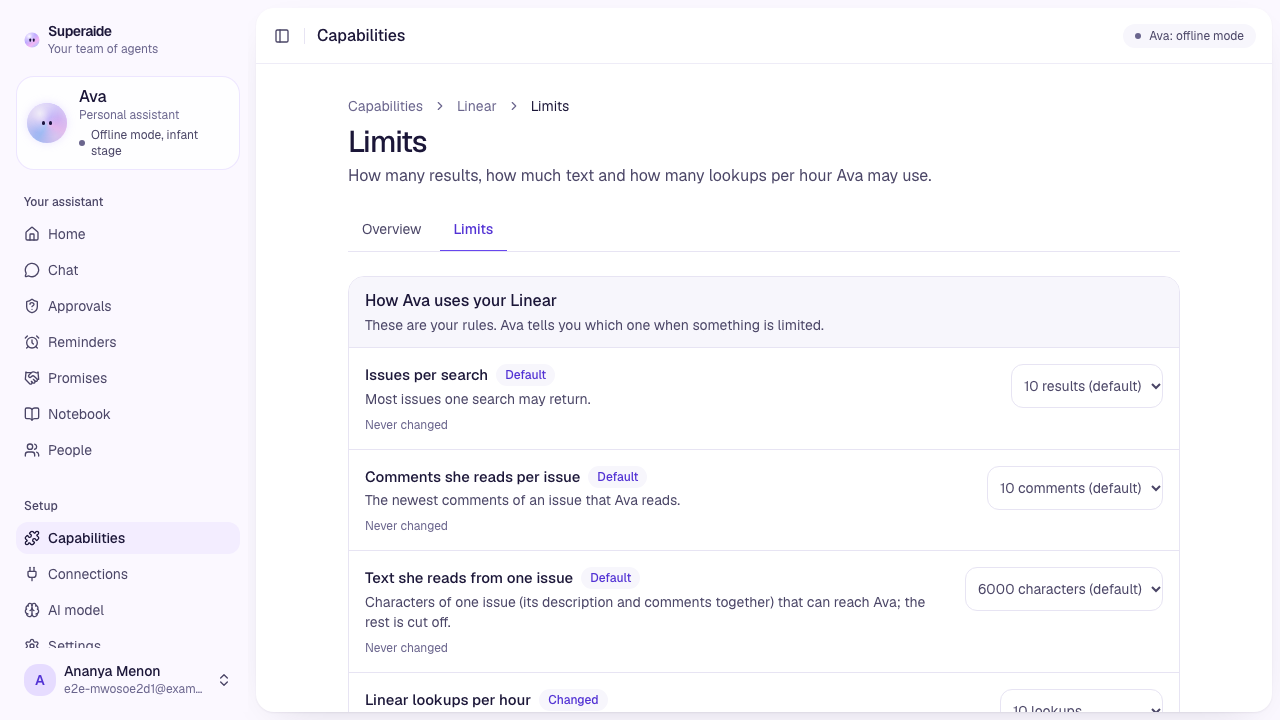 Superaide
Your team of agents
Ava
Personal assistant
Offline mode, infant
stage
Your assistant
Home
Chat
Approvals
Reminders
Promises
Notebook
People
Setup
Capabilities
Connections
AI model
Settings
A
Ananya Menon
e2e-mwosoe2d1@exam...
Capabilities
Ava: offline mode
Capabilities > Linear > Limits
Limits
How many results, how much text and how many lookups per hour Ava may use.
Overview Limits
How Ava uses your Linear
These are your rules. Ava tells you which one when something is limited.
Issues per search Default
Most issues one search may return.
Never changed
10 results (default)
Comments she reads per issue Default
The newest comments of an issue that Ava reads.
Never changed
10 comments (default)
Text she reads from one issue Default
Characters of one issue (its description and comments together) that can reach Ava; the
rest is cut off.
Never changed
6000 characters (default)
Linear lookups per hour Changed
10 lookups